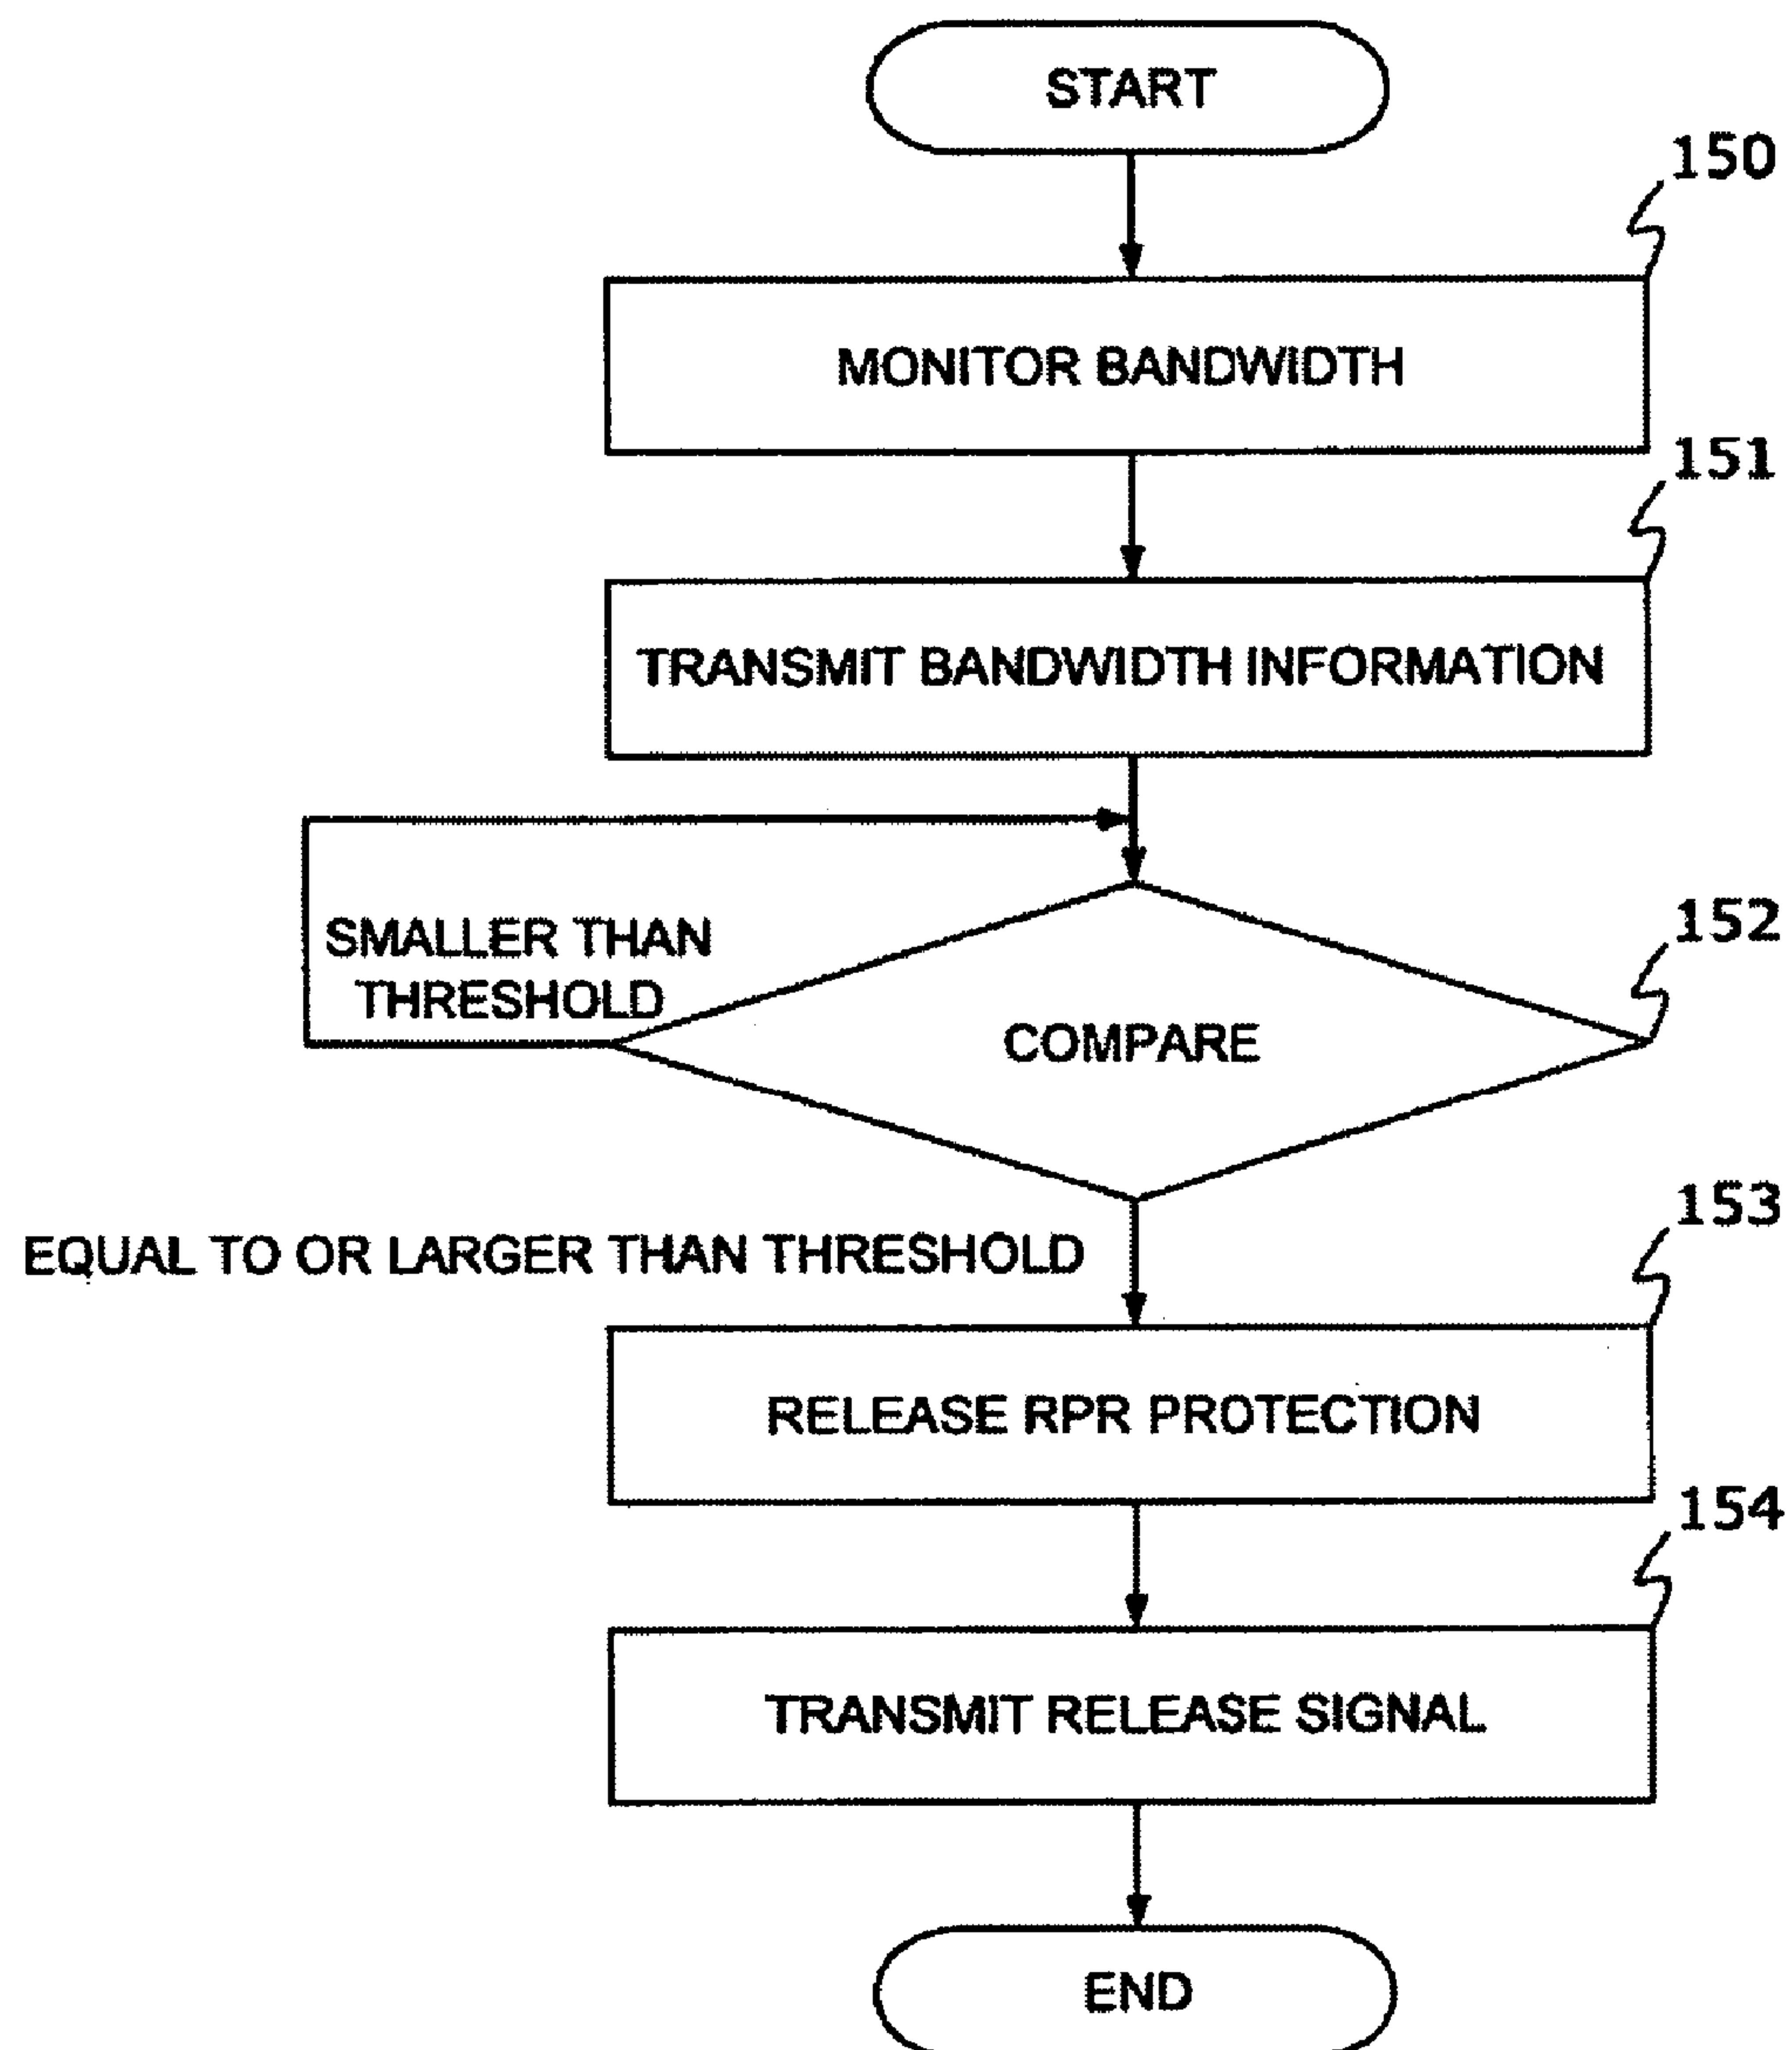 START
150
MONITOR BANDWIDTH
151
TRANSMIT BANDWIDTH INFORMATION
SMALLER THAN
THRESHOLD
152
COMPARE
EQUAL TO OR LARGER THAN THRESHOLD
153
RELEASE RPR PROTECTION
154
TRANSMIT RELEASE SIGNAL
END